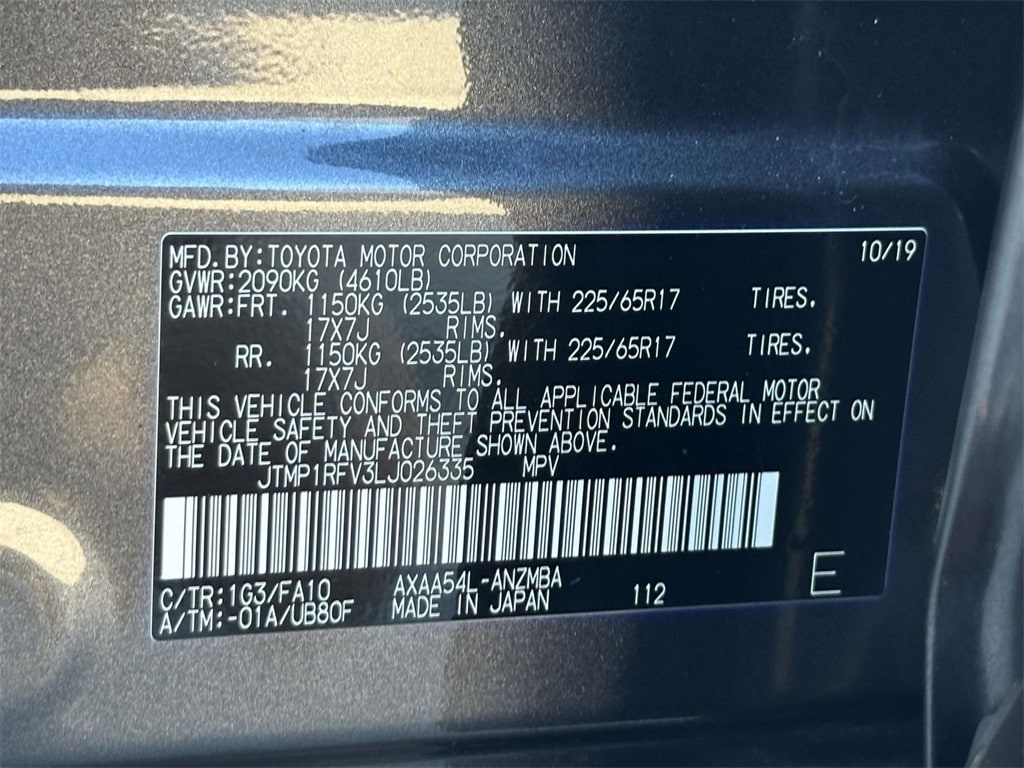 MFD. BY: TOYOTA MOTOR CORPORATION 10/19
GVWR: 2090KG (4610LB)
GAWR: FRT. 1150KG (2535LB) WITH 225/65R17 TIRES.
17X7J RIMS.
RR. 1150KG (2535LB) WITH 225/65R17 TIRES.
17X7J RIMS.
THIS VEHICLE CONFORMS TO ALL APPLICABLE FEDERAL MOTOR
VEHICLE SAFETY AND THEFT PREVENTION STANDARDS IN EFFECT ON
THE DATE OF MANUFACTURE SHOWN ABOVE.
JTMP1RFV3LJ026335 MPV
C/TR: 1G3/FA10 AXAA54L-ANZMBA
A/TM: -01A/UB80F MADE IN JAPAN 112 E